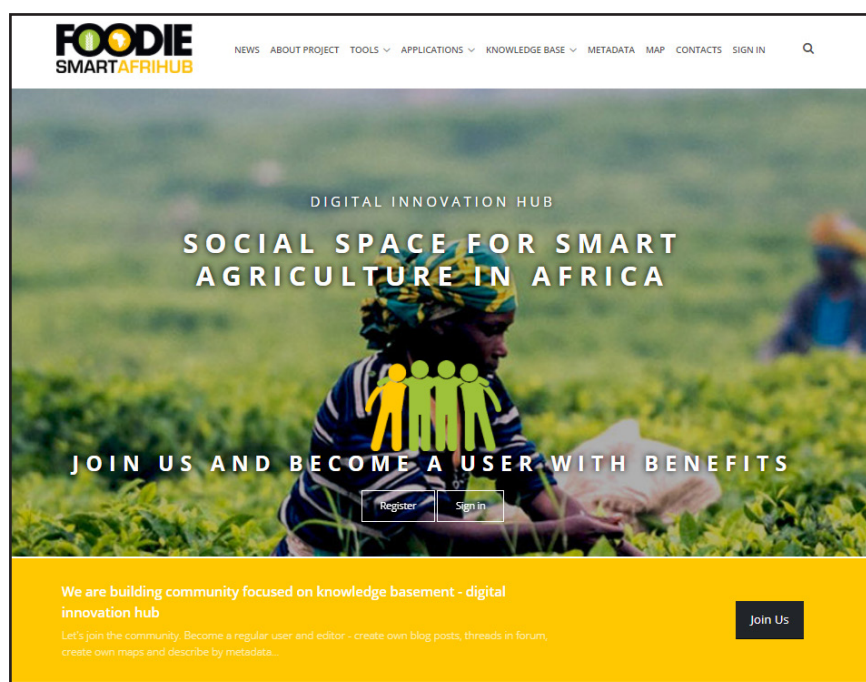 FOODIE
SMARTAFRIHUB
NEWS ABOUT PROJECT TOOLS APPLICATIONS KNOWLEDGE BASE METADATA MAP CONTACTS SIGN IN
DIGITAL INNOVATION HUB
SOCIAL SPACE FOR SMART
AGRICULTURE IN AFRICA
JOIN US AND BECOME A USER WITH BENEFITS
Register Sign in
We are building community focused on knowledge basement - digital
innovation hub
Let's join the community. Become a regular user and editor - create own blog posts, threads in forum,
create own maps and describe by metadata...
Join Us